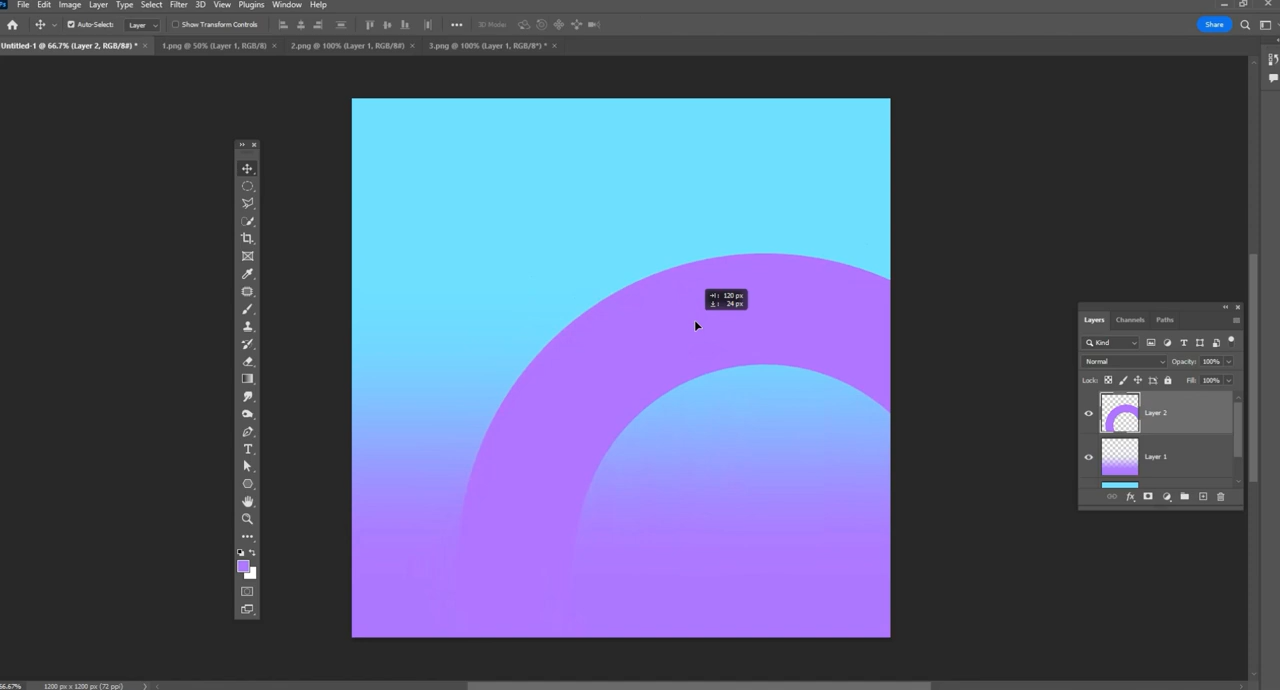 Ps File Edit Image Layer Type Select Filter 3D View Plugins Window Help
Auto-Select: Layer Show Transform Controls 3D Mode: Share
Untitled-1 @ 66.7% (Layer 2, RGB/8#) * × 1.png @ 50% (Layer 1, RGB/8) × 2.png @ 100% (Layer 1, RGB/8#) × 3.png @ 100% (Layer 1, RGB/8*) * ×
120 px
24 px
Layers Channels Paths
Kind
Normal Opacity: 100%
Lock: Fill: 100%
Layer 2
Layer 1
66.67% 1200 px x 1200 px (72 ppi)